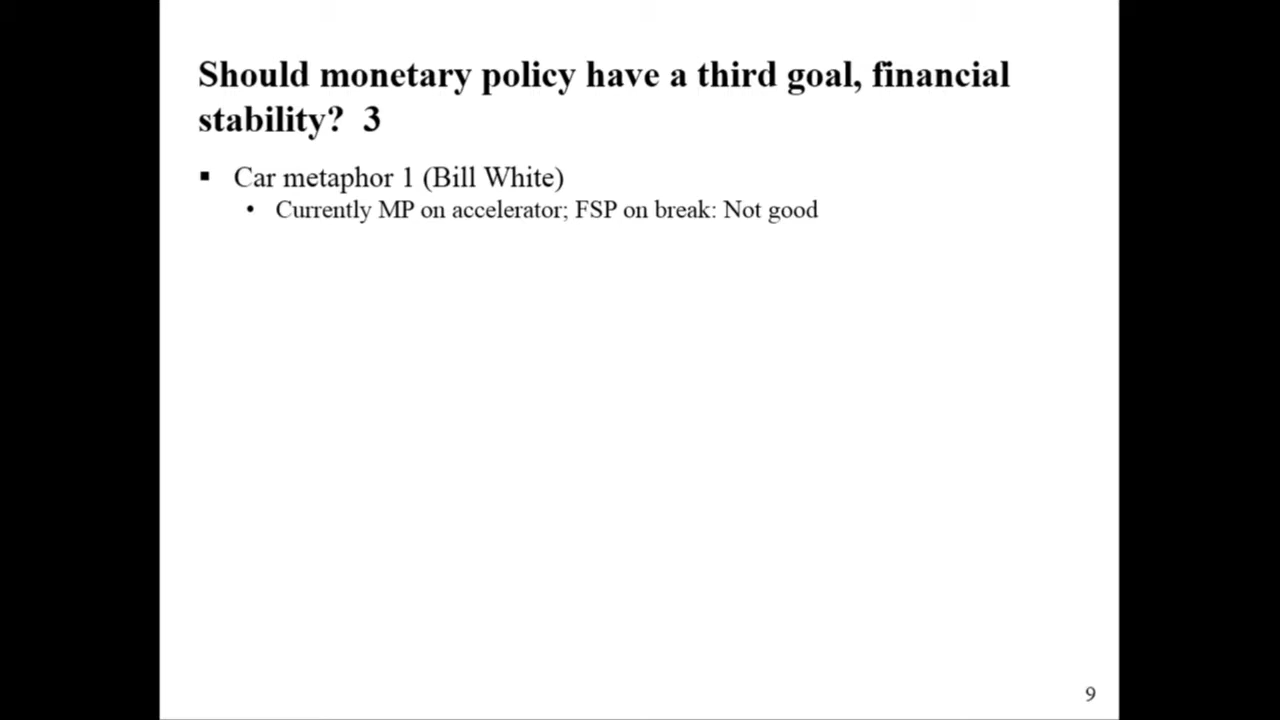 Should monetary policy have a third goal, financial
stability?  3
▪ Car metaphor 1 (Bill White)
• Currently MP on accelerator; FSP on break: Not good
9